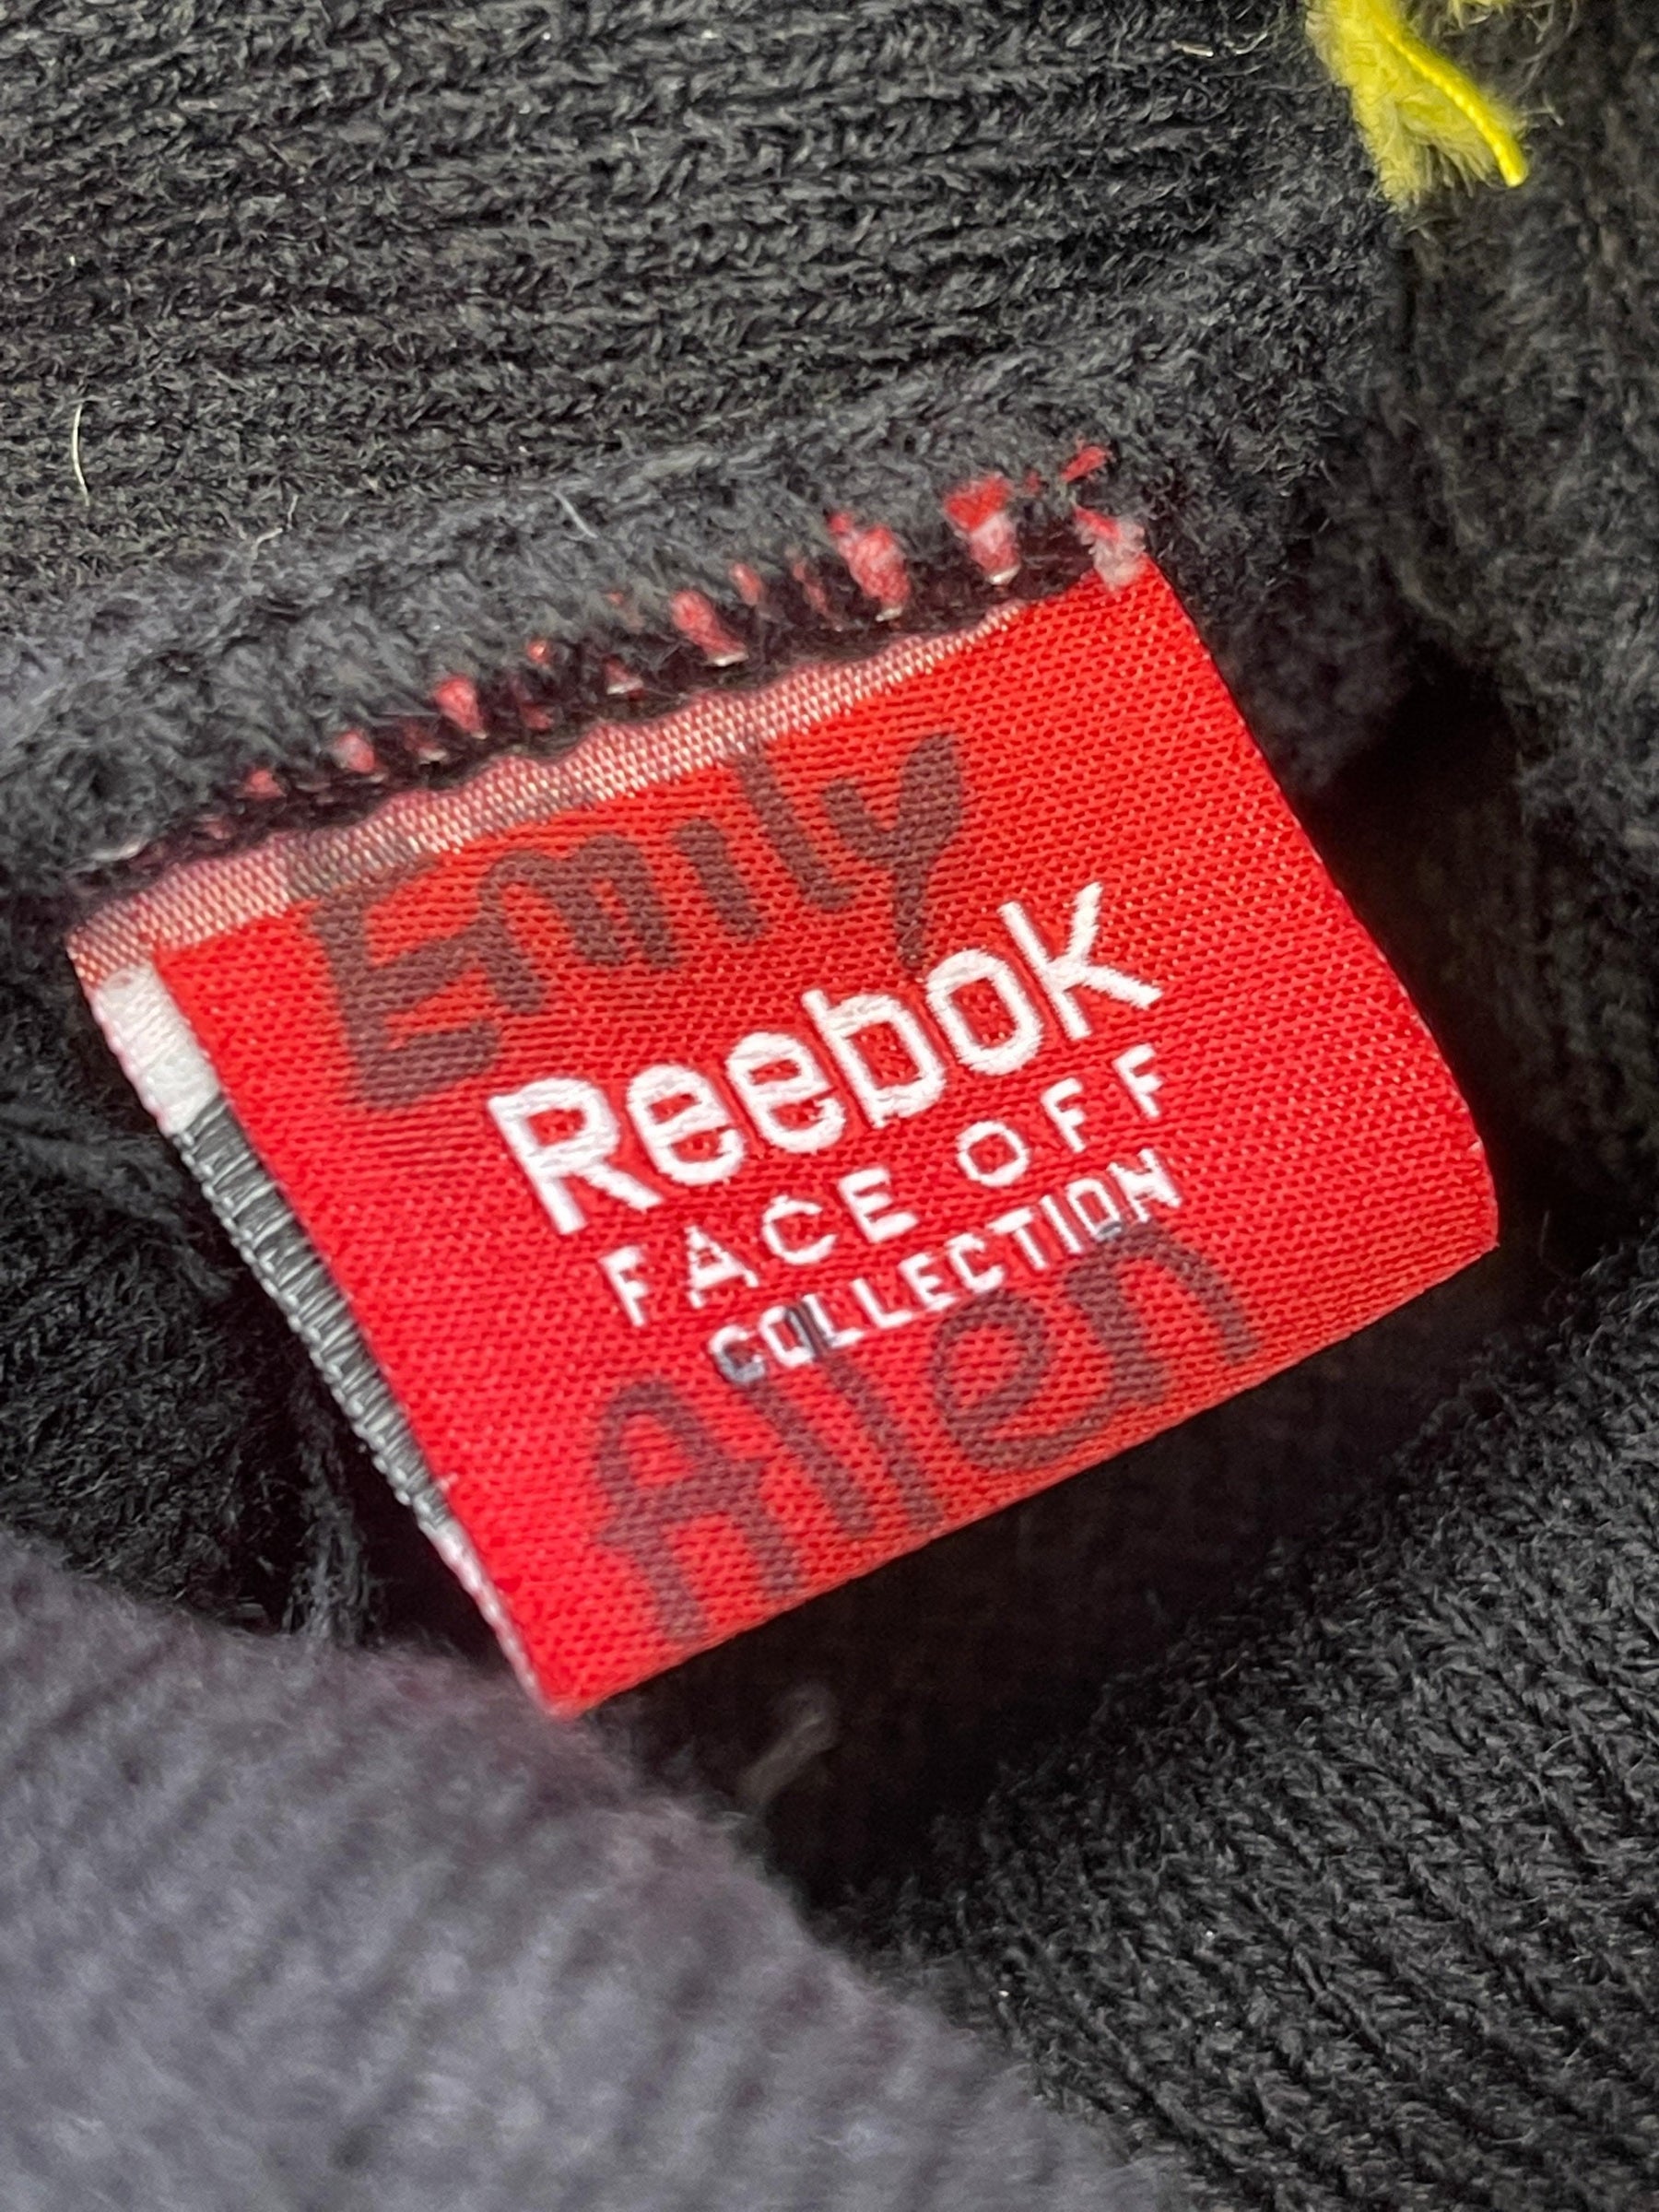 Emily
Reebok
FACE OFF
COLLECTION
Allen